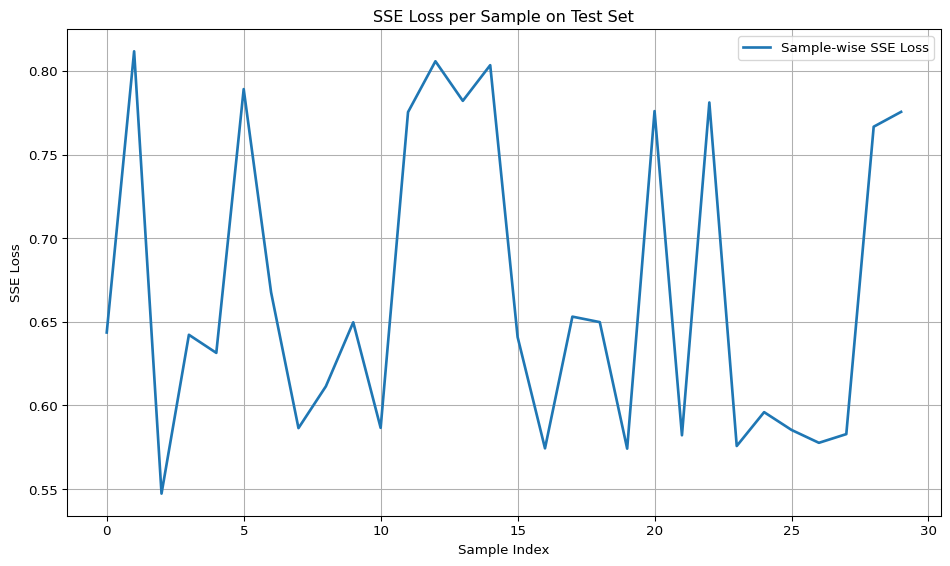 SSE Loss per Sample on Test Set
Sample-wise SSE Loss
0.80
0.75
0.70
0.65
0.60
0.55
SSE Loss
0 5 10 15 20 25 30
Sample Index